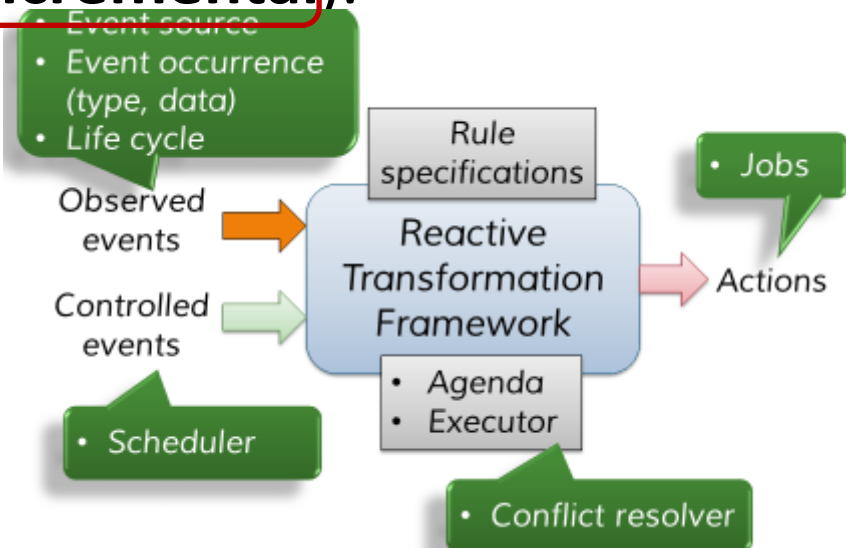 cremental).
• Event source
• Event occurrence
(type, data)
• Life cycle
Rule
specifications
• Jobs
Observed
events
Reactive
Transformation
Framework
Actions
Controlled
events
• Agenda
• Executor
• Scheduler
• Conflict resolver